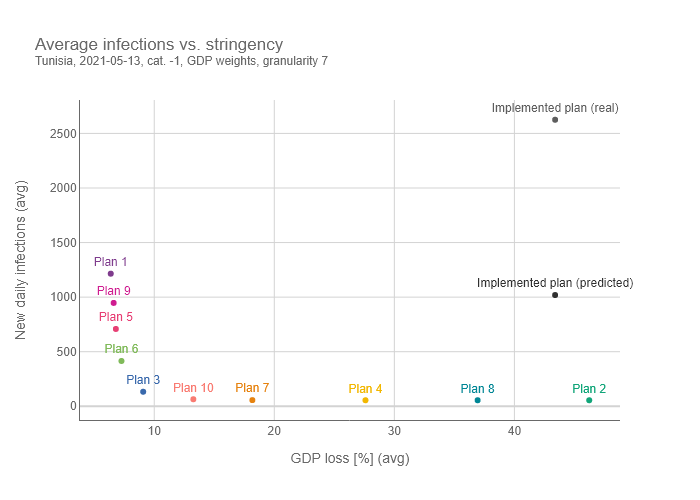 Average infections vs. stringency
Tunisia, 2021-05-13, cat. -1, GDP weights, granularity 7
Implemented plan (real)
2500
2000
1500
Plan 1
Implemented plan (predicted)
Plan 9
1000
Plan 5
Plan 6
500
Plan 3
Plan 10
Plan 7
Plan 4
Plan 8
Plan 2
0
10
20
30
40
New daily infections (avg)
GDP loss [%] (avg)